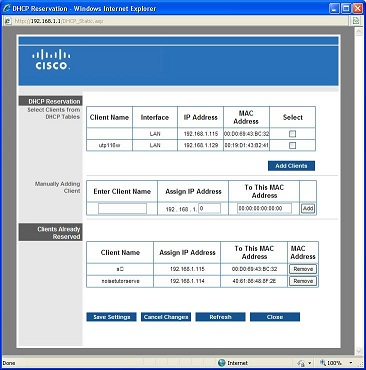 DHCP Reservation - Windows Internet Explorer
http://192.168.1.1/DHCP_Static.asp
CISCO.
DHCP Reservation
Select Clients from DHCP Tables
Client Name Interface IP Address MAC Address Select
LAN 192.168.1.115 00:D0:69:43:BC:32
utp116w LAN 192.168.1.129 00:19:D1:43:B2:41
Add Clients
Manually Adding Client
Enter Client Name Assign IP Address To This MAC Address
192 . 168 . 1. 0 00:00:00:00:00:00 Add
Clients Already Reserved
Client Name Assign IP Address To This MAC Address MAC Address
192.168.1.115 00:D0:69:43:BC:32 Remove
noisetutorserve 192.168.1.114 40:61:86:48:8F:2E Remove
Save Settings Cancel Changes Refresh Close
Done Internet 100%